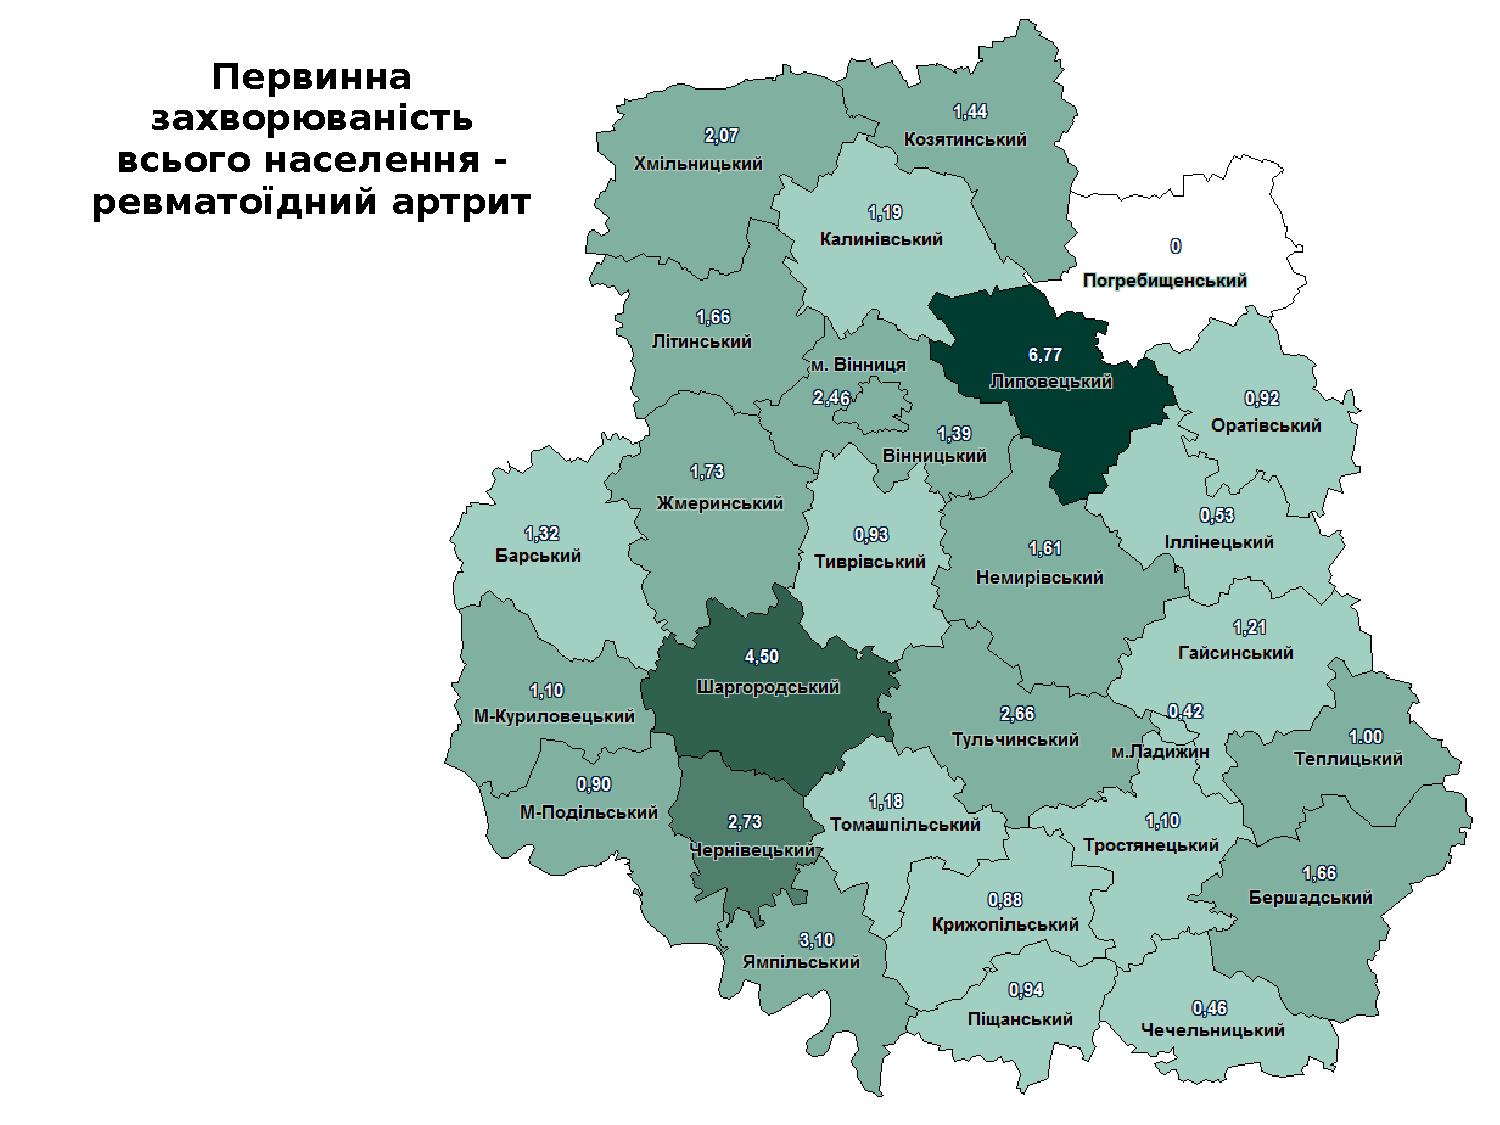 Первинна
захворюваність
всього населення -
ревматоїдний артрит
1,44
Козятинський
2,07
Хмільницький
1,19
Калинівський
0
Погребищенський
1,66
Літинський
6,77
Липовецький
м. Вінниця
2,46
0,92
Оратівський
1,39
Вінницький
1,73
Жмеринський
0,53
Іллінецький
1,32
Барський
0,93
Тиврівський
1,61
Немирівський
1,21
Гайсинський
4,50
Шаргородський
1,10
М-Куриловецький
2,66
Тульчинський
0,42
м.Ладижин
1.00
Теплицький
0,90
М-Подільський
1,18
Томашпільський
2,73
Чернівецький
1,10
Тростянецький
1,66
Бершадський
0,88
Крижопільський
3,10
Ямпільський
0,94
Піщанський
0,46
Чечельницький